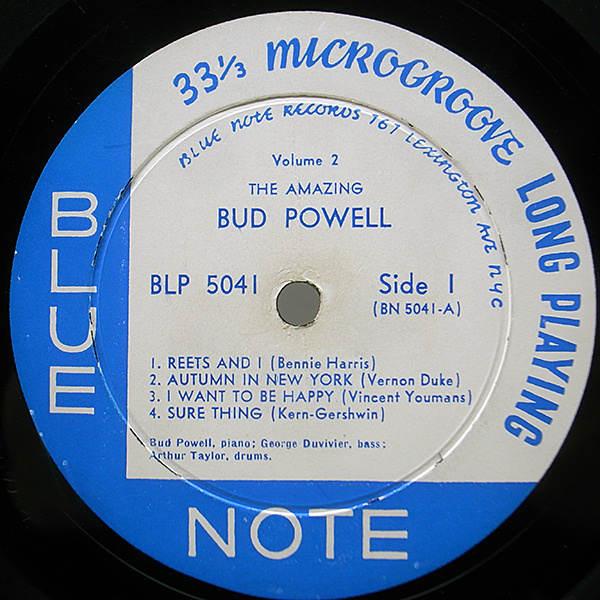 33⅓ MICROGROOVE LONG PLAYING
BLUE NOTE RECORDS 767 LEXINGTON AVE NYC
Volume 2
THE AMAZING
BUD POWELL
BLP 5041 Side 1
(BN 5041-A)
1. REETS AND I (Bennie Harris)
2. AUTUMN IN NEW YORK (Vernon Duke)
3. I WANT TO BE HAPPY (Vincent Youmans)
4. SURE THING (Kern-Gershwin)
Bud Powell, piano; George Duvivier, bass;
Arthur Taylor, drums.
BLUE
NOTE